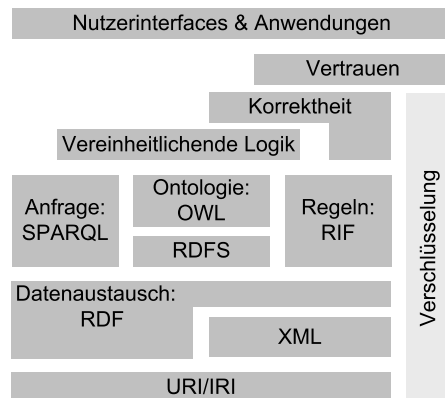 Nutzerinterfaces & Anwendungen
Vertrauen
Korrektheit
Vereinheitlichende Logik
Anfrage:
SPARQL
Ontologie:
OWL
RDFS
Regeln:
RIF
Datenaustausch:
RDF
XML
URI/IRI
Verschlüsselung